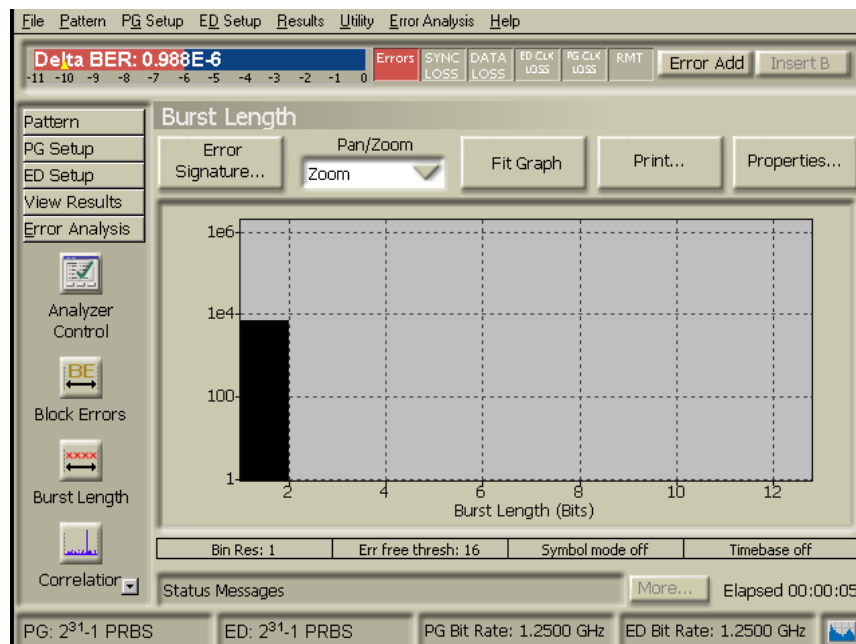 File Pattern PG Setup ED Setup Results Utility Error Analysis Help
Delta BER: 0.988E-6
-11 -10 -9 -8 -7 -6 -5 -4 -3 -2 -1 0
Errors
SYNC LOSS
DATA LOSS
ED CLK LOSS
PG CLK LOSS
RMT
Error Add
Insert B
Pattern
PG Setup
ED Setup
View Results
Error Analysis
Analyzer
Control
BE
Block Errors
xxxx
Burst Length
Correlation
Burst Length
Error
Signature...
Pan/Zoom
Zoom
Fit Graph
Print...
Properties...
1e6
1e4
100
1
2 4 6 8 10 12
Burst Length (Bits)
Bin Res: 1
Err free thresh: 16
Symbol mode off
Timebase off
Status Messages
More...
Elapsed 00:00:05
PG: 2³¹-1 PRBS
ED: 2³¹-1 PRBS
PG Bit Rate: 1.2500 GHz
ED Bit Rate: 1.2500 GHz